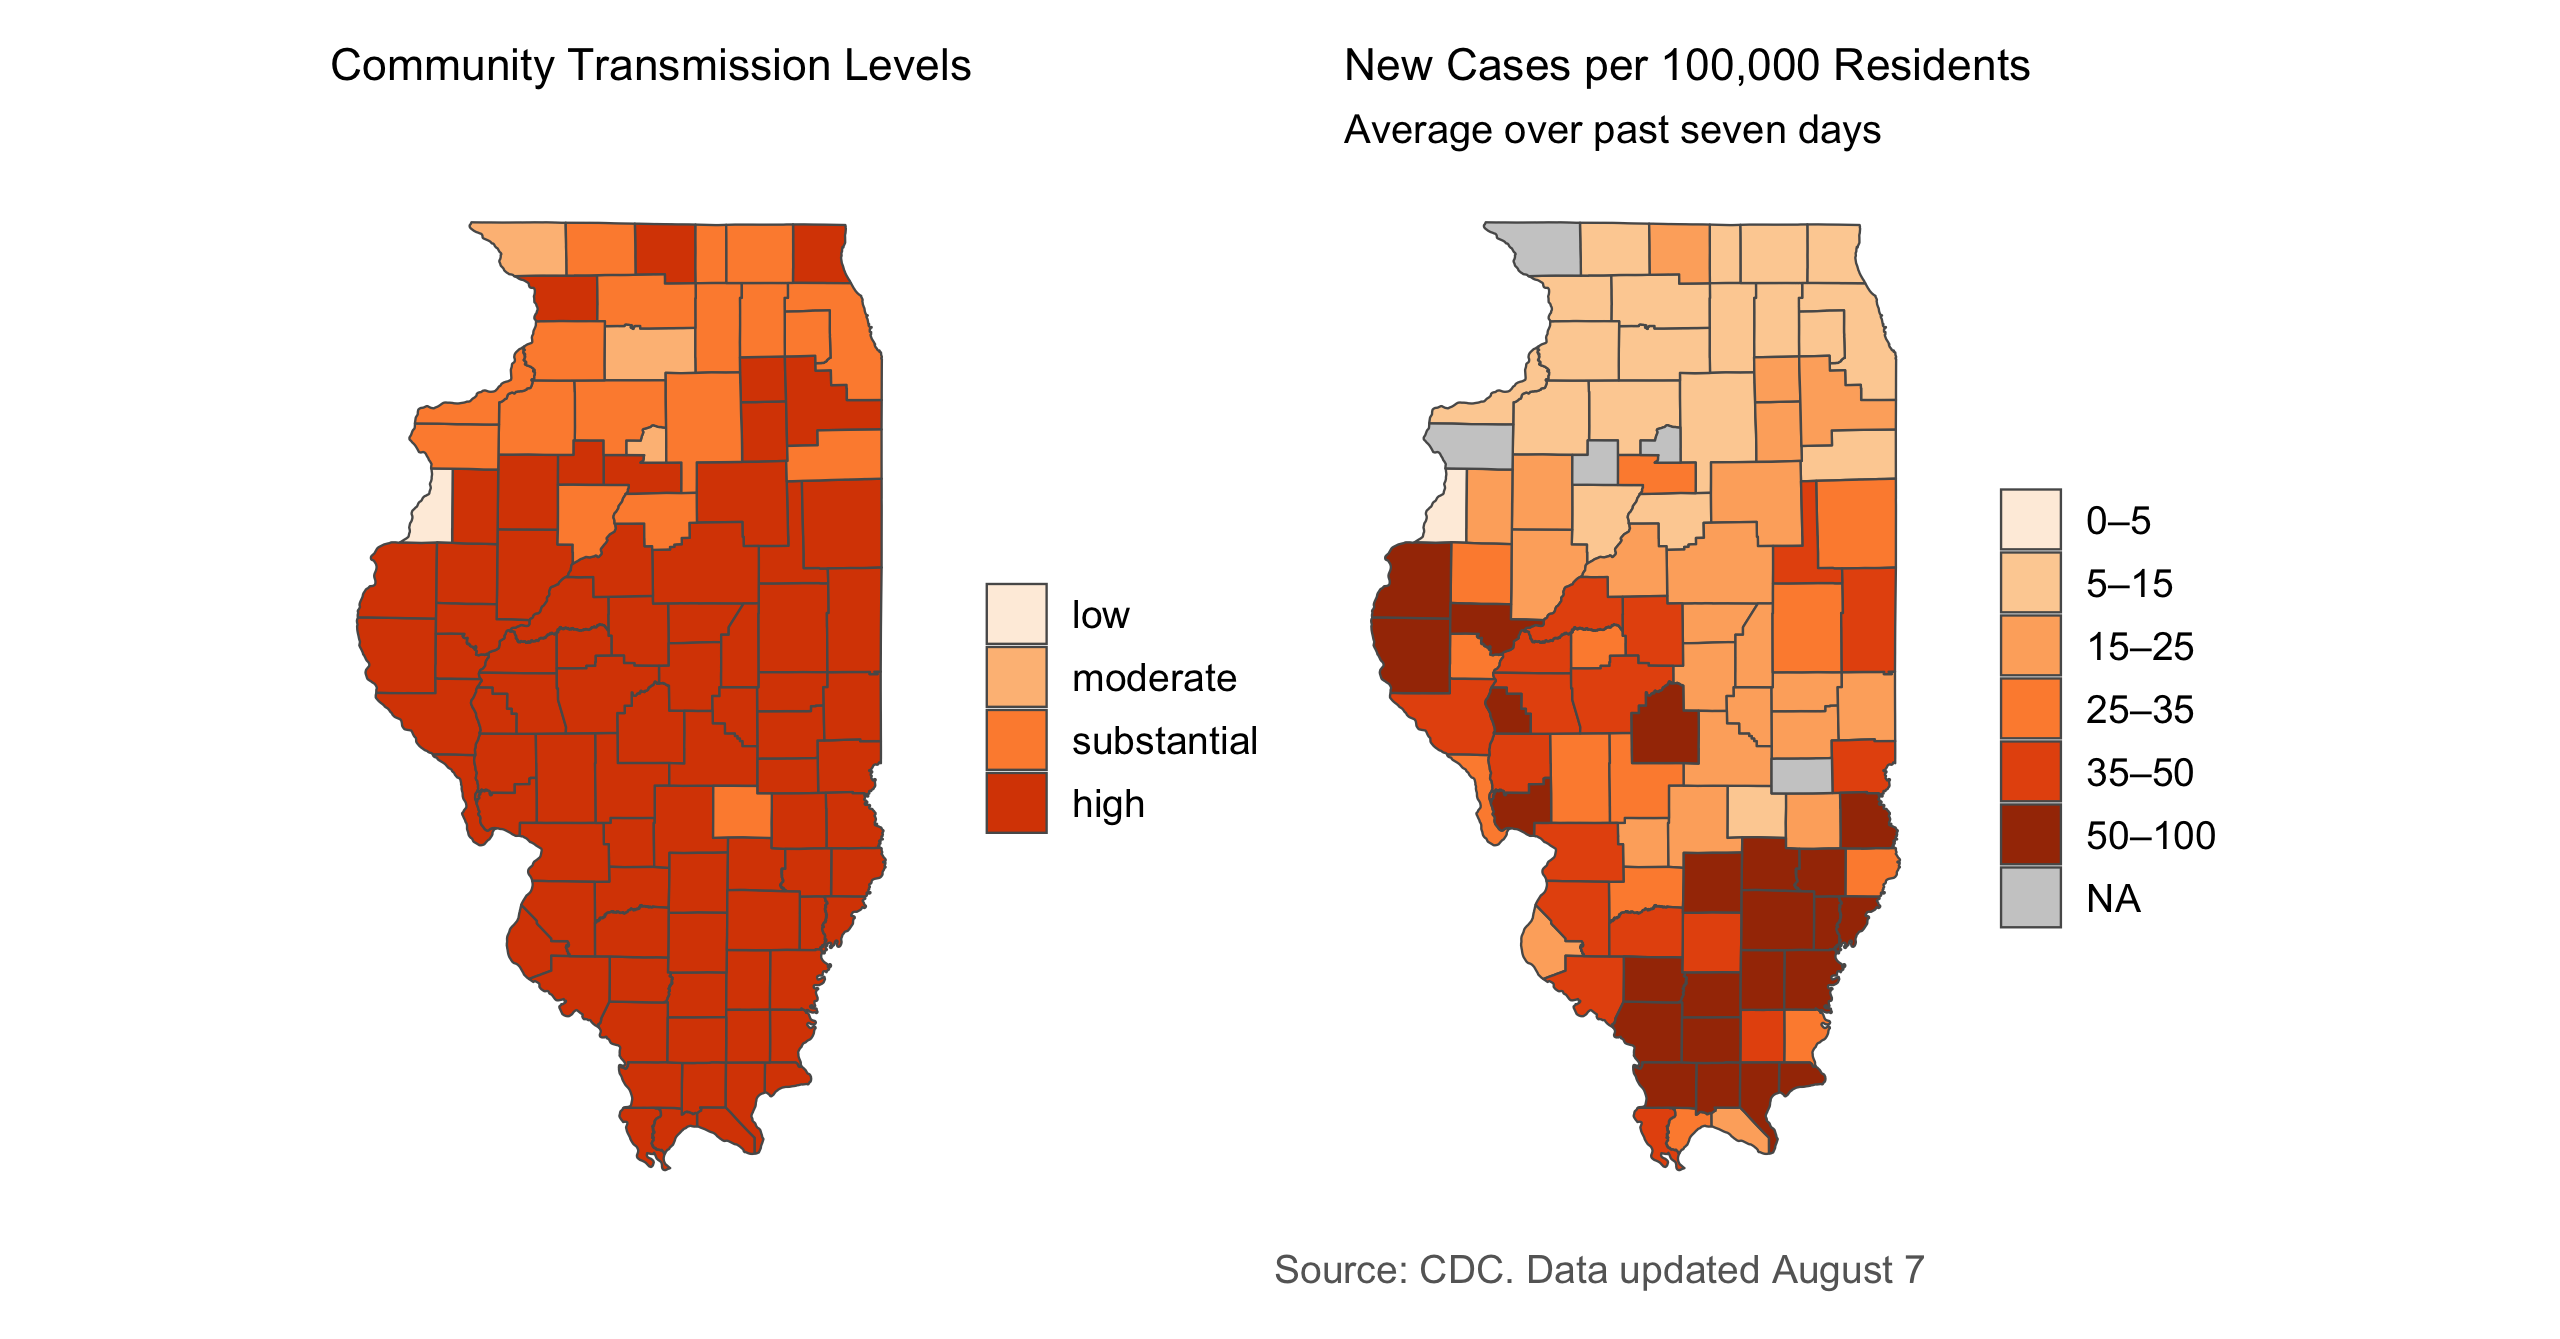 Community Transmission Levels
low
moderate
substantial
high
New Cases per 100,000 Residents
Average over past seven days
0–5
5–15
15–25
25–35
35–50
50–100
NA
Source: CDC. Data updated August 7